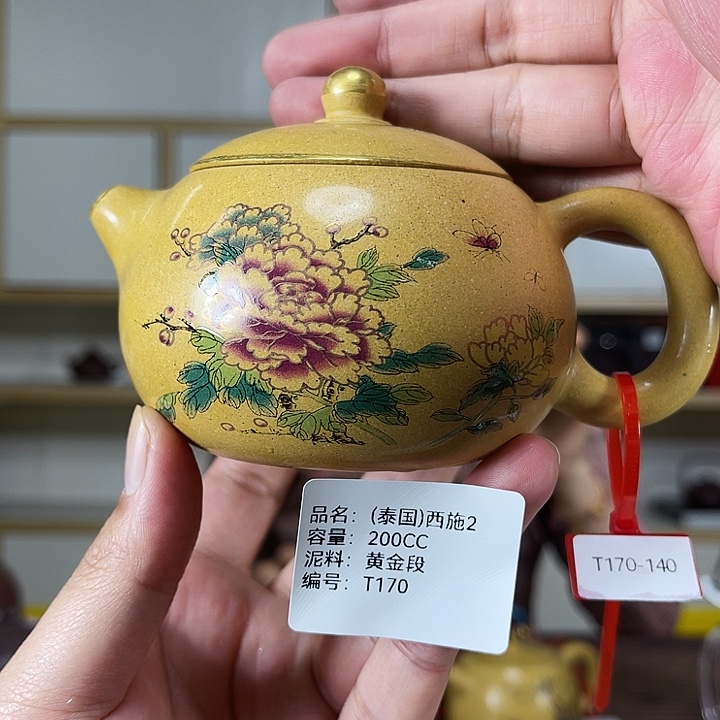 品名： (泰国)西施2
容量： 200CC
泥料： 黄金段
编号： T170
T170-140